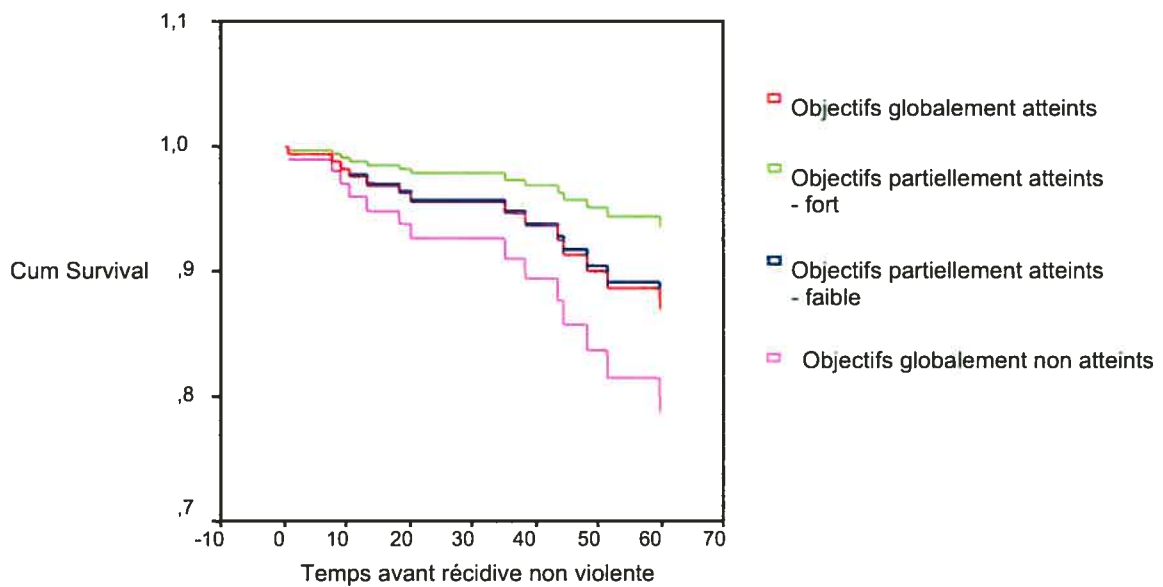 1,1
1,0
,9
,8
,7
Cum Survival
-10 0 10 20 30 40 50 60 70
Temps avant récidive non violente
Objectifs globalement atteints
Objectifs partiellement atteints
- fort
Objectifs partiellement atteints
- faible
Objectifs globalement non atteints